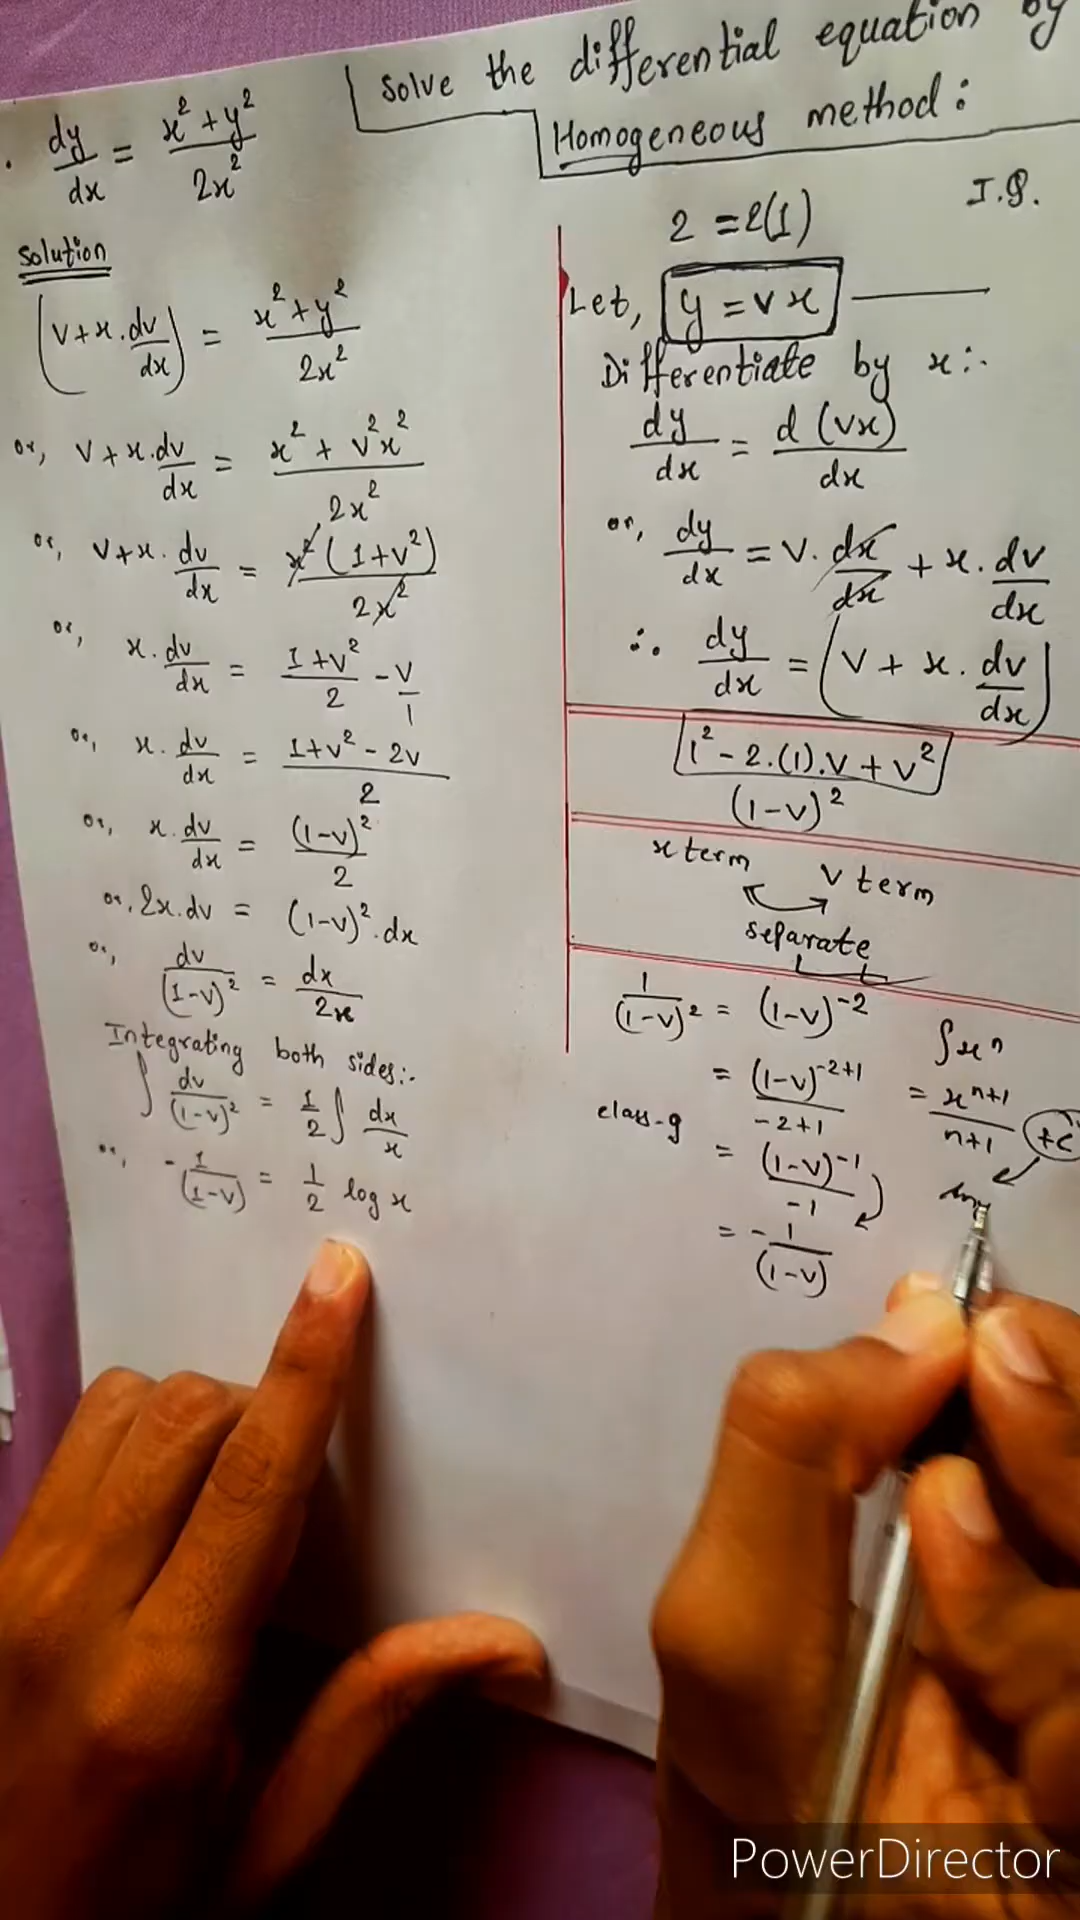 Solve the differential equation by
Homogeneous method:
dy/dx = x² + y² / 2x²
I.S.
Solution
(v + x . dv/dx) = x² + y² / 2x²
or, v + x . dv/dx = x² + v²x² / 2x²
or, v + x . dv/dx = x² (1 + v²) / 2x²
or, x . dv/dx = 1 + v² / 2 - v/1
or, x . dv/dx = 1 + v² - 2v / 2
or, x . dv/dx = (1-v)² / 2
or, 2x . dv = (1-v)² . dx
or, dv / (1-v)² = dx / 2x
Integrating both sides:-
∫ dv / (1-v)² = 1/2 ∫ dx/x
or, - 1 / (1-v) = 1/2 log x
2 = 2(1)
Let, y = vx
Differentiate by x:-
dy/dx = d (vx) / dx
or, dy/dx = v . dx/dx + x . dv/dx
∴ dy/dx = (v + x . dv/dx)
1² - 2.(1).v + v²
(1-v)²
x term v term
separate
1 / (1-v)² = (1-v)⁻²
= (1-v)⁻²⁺¹ / -2+1
class-9
= (1-v)⁻¹ / -1
= - 1 / (1-v)
∫xⁿ
= xⁿ⁺¹ / n+1 +c
PowerDirector